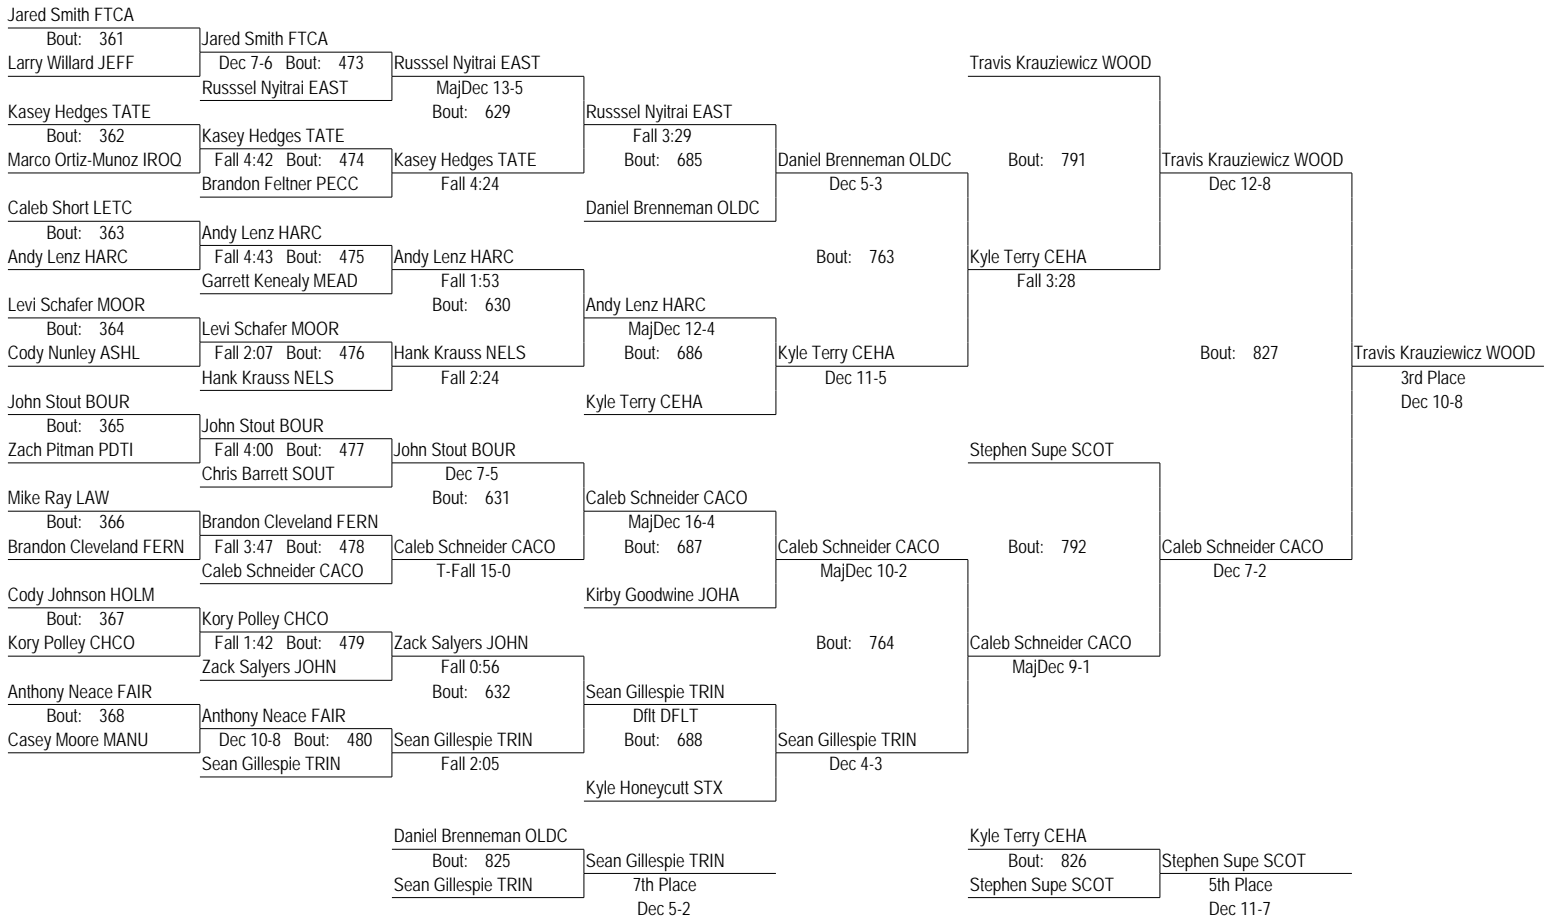 Jared Smith FTCA
Bout: 361
Larry Willard JEFF
Kasey Hedges TATE
Bout: 362
Marco Ortiz-Munoz IROQ
Caleb Short LETC
Bout: 363
Andy Lenz HARC
Levi Schafer MOOR
Bout: 364
Cody Nunley ASHL
John Stout BOUR
Bout: 365
Zach Pitman PDTI
Mike Ray LAW
Bout: 366
Brandon Cleveland FERN
Cody Johnson HOLM
Bout: 367
Kory Polley CHCO
Anthony Neace FAIR
Bout: 368
Casey Moore MANU
Jared Smith FTCA
Dec 7-6 Bout: 473
Russsel Nyitrai EAST
Kasey Hedges TATE
Fall 4:42 Bout: 474
Brandon Feltner PECC
Andy Lenz HARC
Fall 4:43 Bout: 475
Garrett Kenealy MEAD
Levi Schafer MOOR
Fall 2:07 Bout: 476
Hank Krauss NELS
John Stout BOUR
Fall 4:00 Bout: 477
Chris Barrett SOUT
Brandon Cleveland FERN
Fall 3:47 Bout: 478
Caleb Schneider CACO
Kory Polley CHCO
Fall 1:42 Bout: 479
Zack Salyers JOHN
Anthony Neace FAIR
Dec 10-8 Bout: 480
Sean Gillespie TRIN
Russsel Nyitrai EAST
MajDec 13-5
Bout: 629
Kasey Hedges TATE
Fall 4:24
Andy Lenz HARC
Fall 1:53
Bout: 630
Hank Krauss NELS
Fall 2:24
John Stout BOUR
Dec 7-5
Bout: 631
Caleb Schneider CACO
T-Fall 15-0
Zack Salyers JOHN
Fall 0:56
Bout: 632
Sean Gillespie TRIN
Fall 2:05
Russsel Nyitrai EAST
Fall 3:29
Bout: 685
Daniel Brenneman OLDC
Andy Lenz HARC
MajDec 12-4
Bout: 686
Kyle Terry CEHA
Caleb Schneider CACO
MajDec 16-4
Bout: 687
Kirby Goodwine JOHA
Sean Gillespie TRIN
Dflt DFLT
Bout: 688
Kyle Honeycutt STX
Daniel Brenneman OLDC
Dec 5-3
Bout: 763
Kyle Terry CEHA
Dec 11-5
Caleb Schneider CACO
MajDec 10-2
Bout: 764
Sean Gillespie TRIN
Dec 4-3
Travis Krauziewicz WOOD
Bout: 791
Kyle Terry CEHA
Fall 3:28
Stephen Supe SCOT
Bout: 792
Caleb Schneider CACO
MajDec 9-1
Travis Krauziewicz WOOD
Dec 12-8
Bout: 827
Caleb Schneider CACO
Dec 7-2
Travis Krauziewicz WOOD
3rd Place
Dec 10-8
Daniel Brenneman OLDC
Bout: 825
Sean Gillespie TRIN
Sean Gillespie TRIN
7th Place
Dec 5-2
Kyle Terry CEHA
Bout: 826
Stephen Supe SCOT
Stephen Supe SCOT
5th Place
Dec 11-7